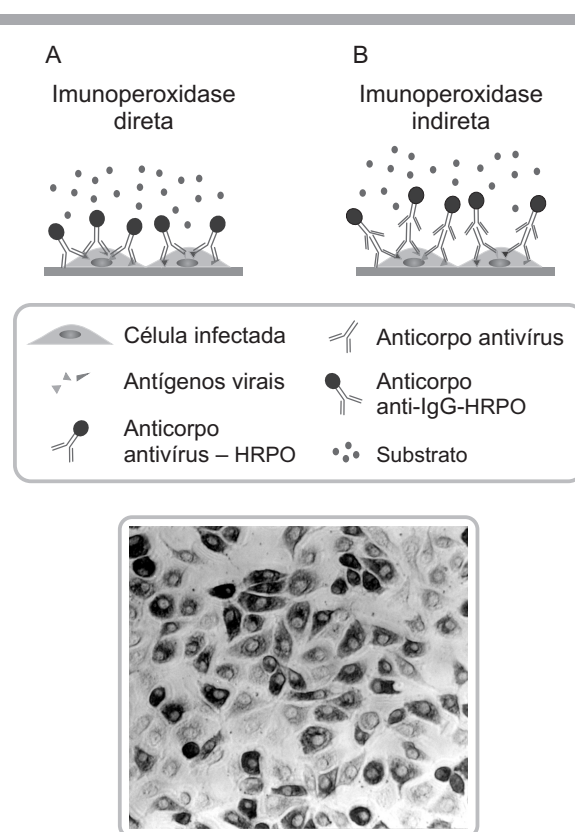 A
Imunoperoxidase
direta
B
Imunoperoxidase
indireta
Célula infectada
Antígenos virais
Anticorpo
antivírus – HRPO
Anticorpo antivírus
Anticorpo
anti-IgG-HRPO
Substrato